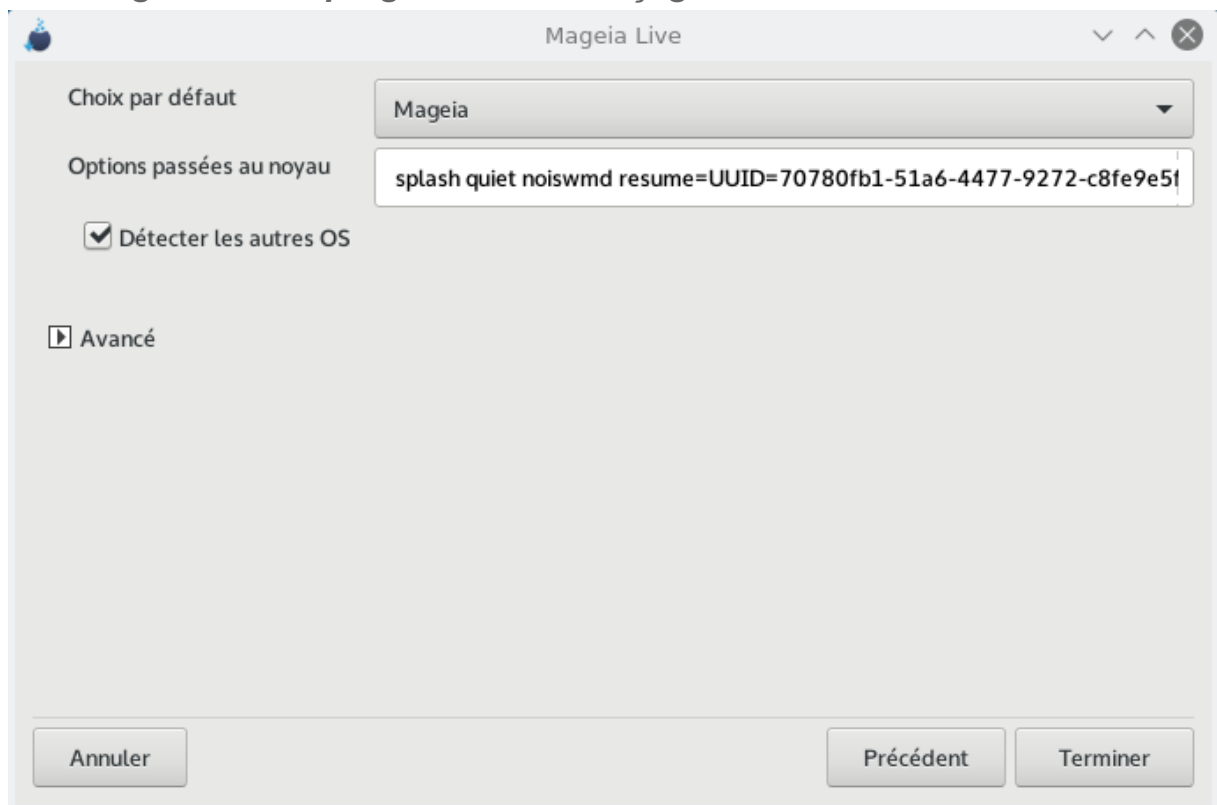 Mageia Live
Choix par défaut
Mageia
Options passées au noyau
splash quiet noiswmd resume=UUID=70780fb1-51a6-4477-9272-c8fe9e5f
Détecter les autres OS
Avancé
Annuler
Précédent
Terminer